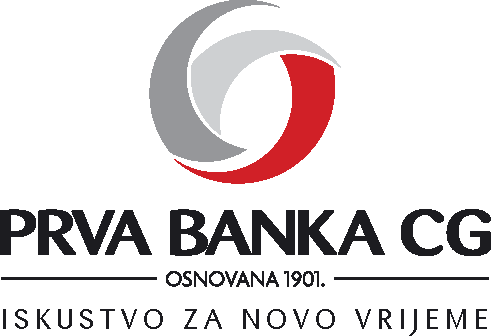 PRVA BANKA CG
OSNOVANA 1901.
ISKUSTVO ZA NOVO VRIJEME